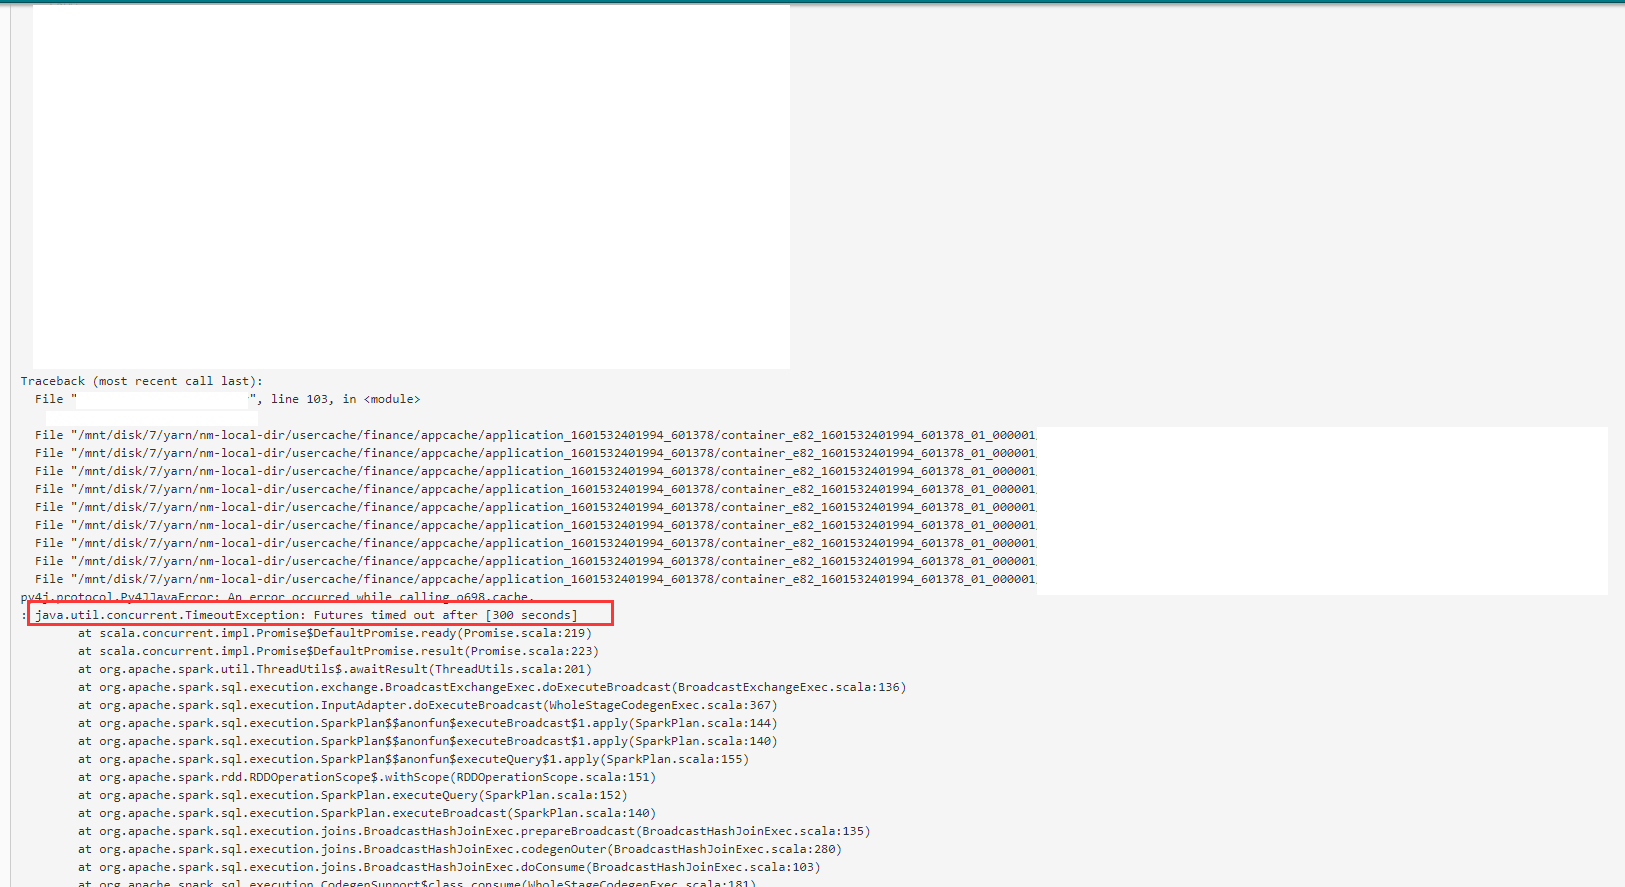 Traceback (most recent call last):
File "", line 103, in <module>
File "/mnt/disk/7/yarn/nm-local-dir/usercache/finance/appcache/application_1601532401994_601378/container_e82_1601532401994_601378_01_000001/
File "/mnt/disk/7/yarn/nm-local-dir/usercache/finance/appcache/application_1601532401994_601378/container_e82_1601532401994_601378_01_000001/
File "/mnt/disk/7/yarn/nm-local-dir/usercache/finance/appcache/application_1601532401994_601378/container_e82_1601532401994_601378_01_000001/
File "/mnt/disk/7/yarn/nm-local-dir/usercache/finance/appcache/application_1601532401994_601378/container_e82_1601532401994_601378_01_000001/
File "/mnt/disk/7/yarn/nm-local-dir/usercache/finance/appcache/application_1601532401994_601378/container_e82_1601532401994_601378_01_000001/
File "/mnt/disk/7/yarn/nm-local-dir/usercache/finance/appcache/application_1601532401994_601378/container_e82_1601532401994_601378_01_000001/
File "/mnt/disk/7/yarn/nm-local-dir/usercache/finance/appcache/application_1601532401994_601378/container_e82_1601532401994_601378_01_000001/
File "/mnt/disk/7/yarn/nm-local-dir/usercache/finance/appcache/application_1601532401994_601378/container_e82_1601532401994_601378_01_000001/
File "/mnt/disk/7/yarn/nm-local-dir/usercache/finance/appcache/application_1601532401994_601378/container_e82_1601532401994_601378_01_000001/
py4j.protocol.Py4JJavaError: An error occurred while calling o698.cache.
: java.util.concurrent.TimeoutException: Futures timed out after [300 seconds]
at scala.concurrent.impl.Promise$DefaultPromise.ready(Promise.scala:219)
at scala.concurrent.impl.Promise$DefaultPromise.result(Promise.scala:223)
at org.apache.spark.util.ThreadUtils$.awaitResult(ThreadUtils.scala:201)
at org.apache.spark.sql.execution.exchange.BroadcastExchangeExec.doExecuteBroadcast(BroadcastExchangeExec.scala:136)
at org.apache.spark.sql.execution.InputAdapter.doExecuteBroadcast(WholeStageCodegenExec.scala:367)
at org.apache.spark.sql.execution.SparkPlan$$anonfun$executeBroadcast$1.apply(SparkPlan.scala:144)
at org.apache.spark.sql.execution.SparkPlan$$anonfun$executeBroadcast$1.apply(SparkPlan.scala:140)
at org.apache.spark.sql.execution.SparkPlan$$anonfun$executeQuery$1.apply(SparkPlan.scala:155)
at org.apache.spark.rdd.RDDOperationScope$.withScope(RDDOperationScope.scala:151)
at org.apache.spark.sql.execution.SparkPlan.executeQuery(SparkPlan.scala:152)
at org.apache.spark.sql.execution.SparkPlan.executeBroadcast(SparkPlan.scala:140)
at org.apache.spark.sql.execution.joins.BroadcastHashJoinExec.prepareBroadcast(BroadcastHashJoinExec.scala:135)
at org.apache.spark.sql.execution.joins.BroadcastHashJoinExec.codegenOuter(BroadcastHashJoinExec.scala:280)
at org.apache.spark.sql.execution.joins.BroadcastHashJoinExec.doConsume(BroadcastHashJoinExec.scala:103)
at org.apache.spark.sql.execution.CodegenSupport$class.consume(WholeStageCodegenExec.scala:181)